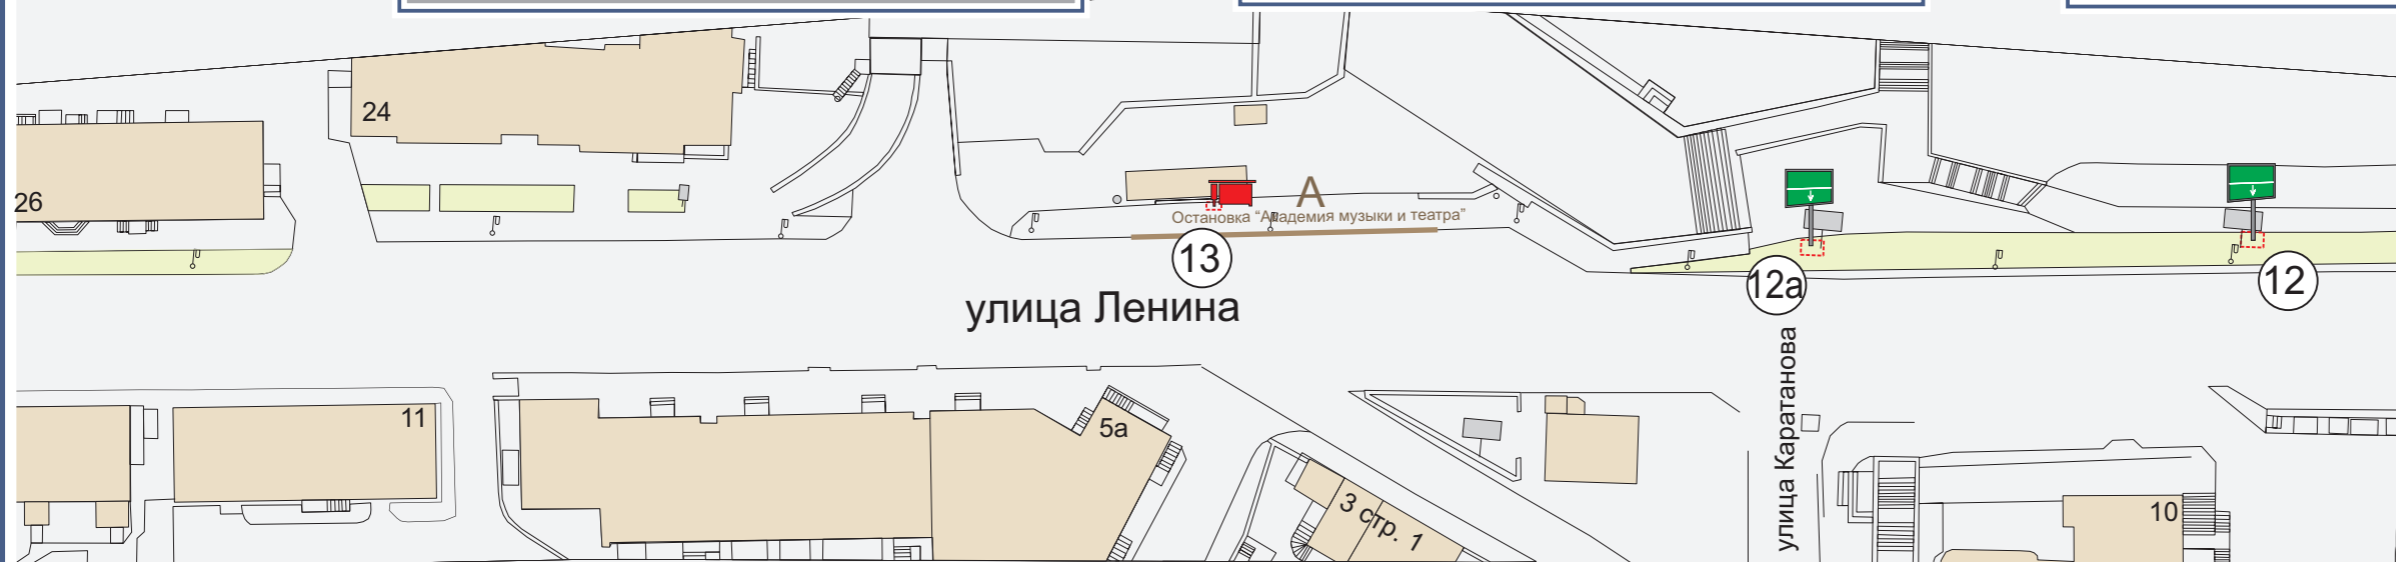 24
26
А
Остановка “Академия музыки и театра”
13
12а
12
улица Ленина
улица Каратанова
11
5а
3 стр. 1
10